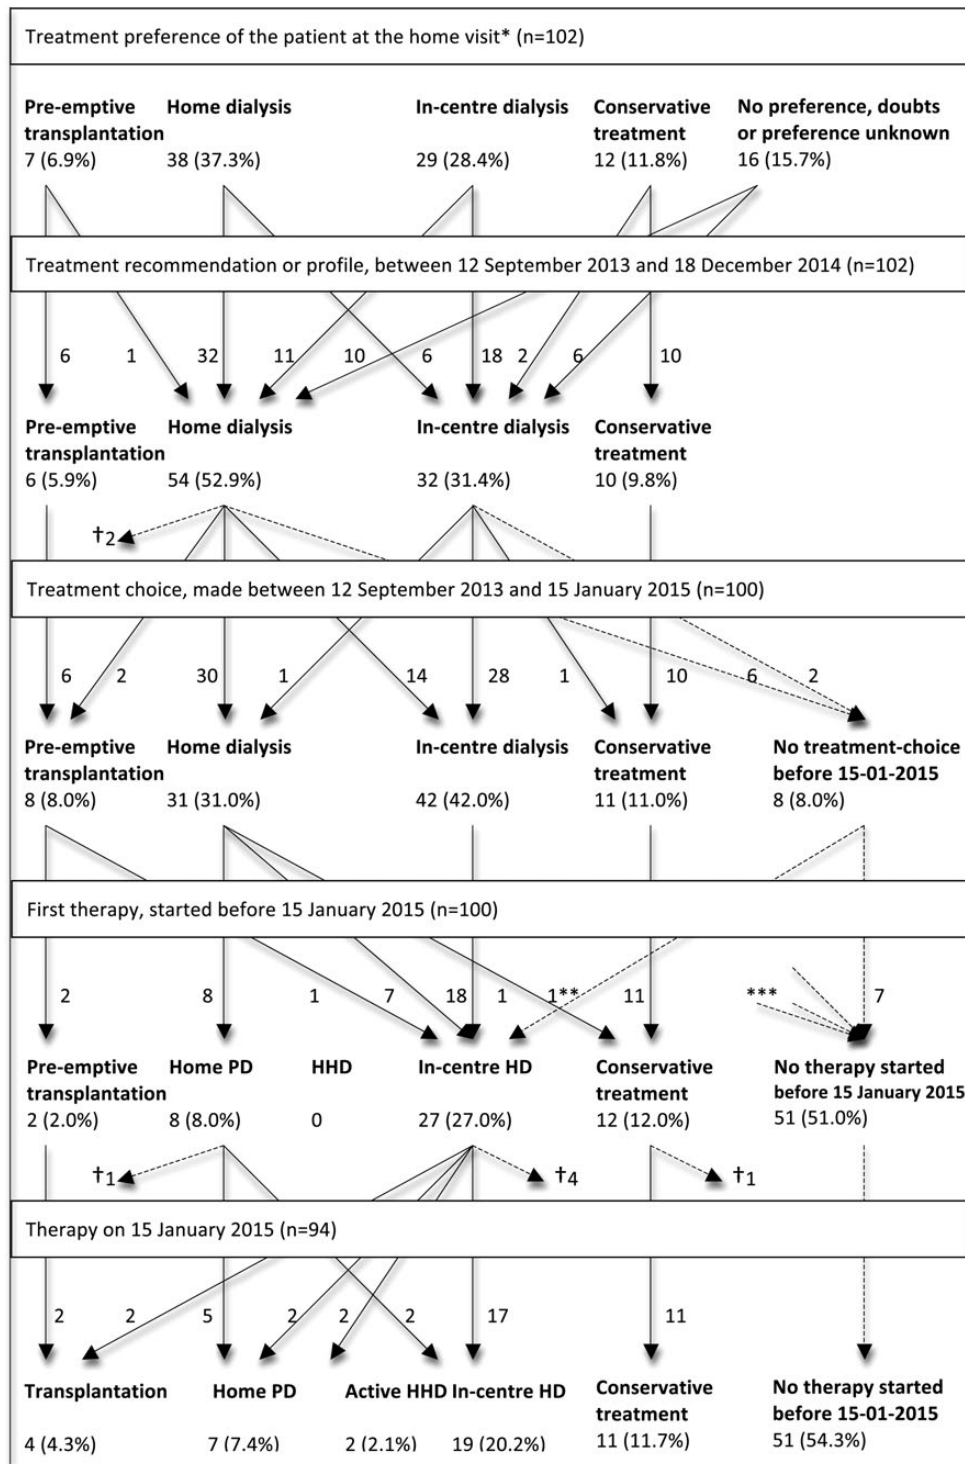 Treatment preference of the patient at the home visit* (n=102)
Pre-emptive transplantation
7 (6.9%)
Home dialysis
38 (37.3%)
In-centre dialysis
29 (28.4%)
Conservative treatment
12 (11.8%)
No preference, doubts or preference unknown
16 (15.7%)
Treatment recommendation or profile, between 12 September 2013 and 18 December 2014 (n=102)
6 1 32 11 10 6 18 2 6 10
Pre-emptive transplantation
6 (5.9%)
Home dialysis
54 (52.9%)
In-centre dialysis
32 (31.4%)
Conservative treatment
10 (9.8%)
†2
Treatment choice, made between 12 September 2013 and 15 January 2015 (n=100)
6 2 30 1 14 28 1 10 6 2
Pre-emptive transplantation
8 (8.0%)
Home dialysis
31 (31.0%)
In-centre dialysis
42 (42.0%)
Conservative treatment
11 (11.0%)
No treatment-choice before 15-01-2015
8 (8.0%)
First therapy, started before 15 January 2015 (n=100)
2 8 1 7 18 1 1** 11 *** 7
Pre-emptive transplantation
2 (2.0%)
Home PD
8 (8.0%)
HHD
0
In-centre HD
27 (27.0%)
Conservative treatment
12 (12.0%)
No therapy started before 15 January 2015
51 (51.0%)
†1 †4 †1
Therapy on 15 January 2015 (n=94)
2 2 5 2 2 2 17 11
Transplantation
4 (4.3%)
Home PD
7 (7.4%)
Active HHD
2 (2.1%)
In-centre HD
19 (20.2%)
Conservative treatment
11 (11.7%)
No therapy started before 15-01-2015
51 (54.3%)